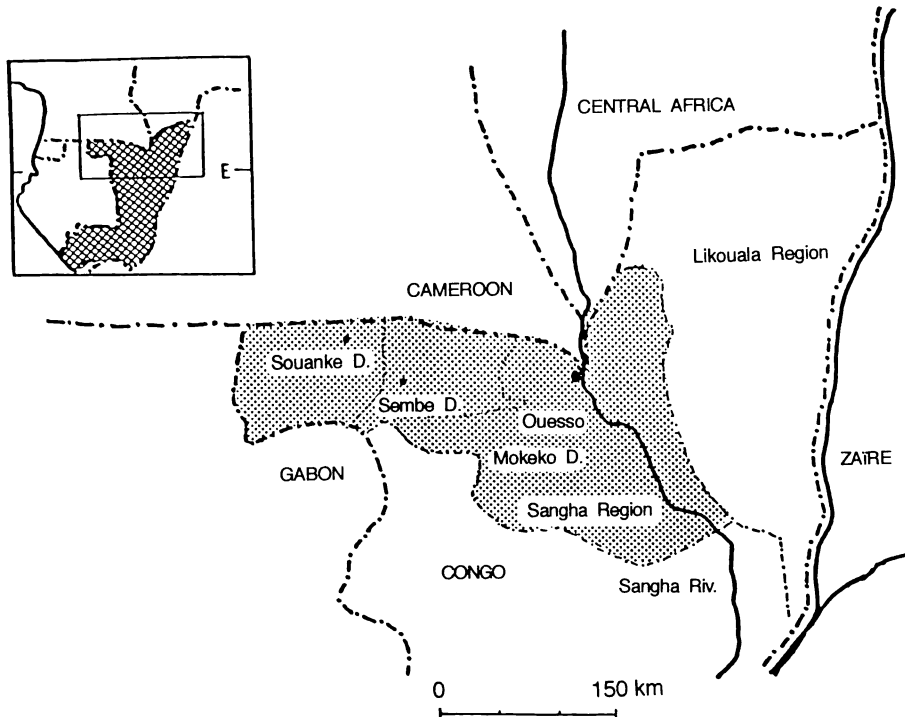 CENTRAL AFRICA
E
Likouala Region
CAMEROON
Souanke D.
Sembe D.
Ouesso
Mokeko D.
GABON
ZAïRE
Sangha Region
CONGO
Sangha Riv.
0 150 km